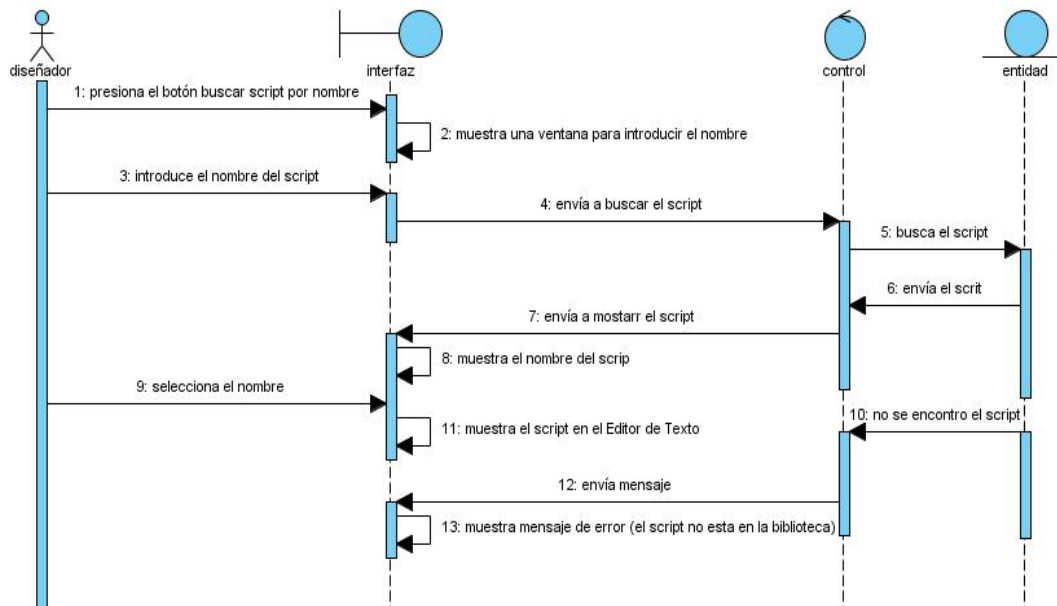 diseñador
interfaz
control
entidad
1: presiona el botón buscar script por nombre
2: muestra una ventana para introducir el nombre
3: introduce el nombre del script
4: envía a buscar el script
5: busca el script
6: envía el scrit
7: envía a mostarr el script
8: muestra el nombre del scrip
9: selecciona el nombre
10: no se encontro el script
11: muestra el script en el Editor de Texto
12: envía mensaje
13: muestra mensaje de error (el script no esta en la biblioteca)